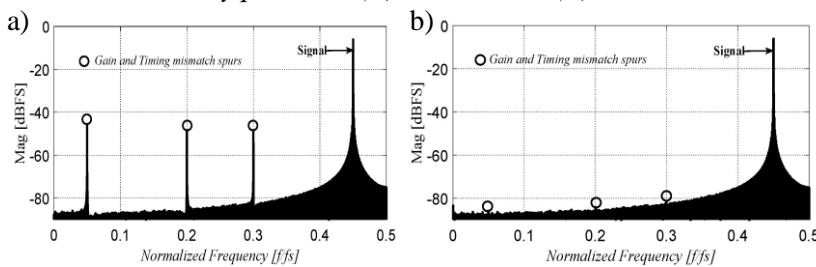 a)
0
-20
-40
-60
-80
Mag [dBFS]
Signal
Gain and Timing mismatch spurs
0 0.1 0.2 0.3 0.4 0.5
Normalized Frequency [f/fs]
b)
0
-20
-40
-60
-80
Mag [dBFS]
Signal
Gain and Timing mismatch spurs
0 0.1 0.2 0.3 0.4 0.5
Normalized Frequency [f/fs]